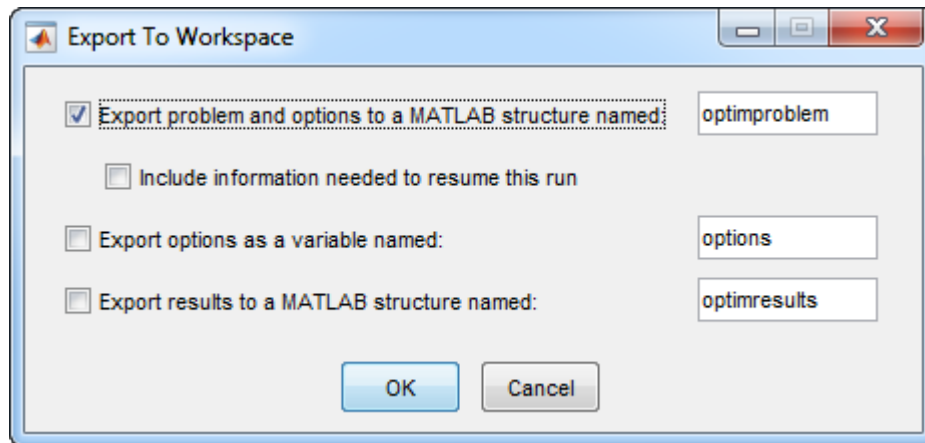 Export To Workspace
Export problem and options to a MATLAB structure named: optimproblem
Include information needed to resume this run
Export options as a variable named: options
Export results to a MATLAB structure named: optimresults
OK Cancel